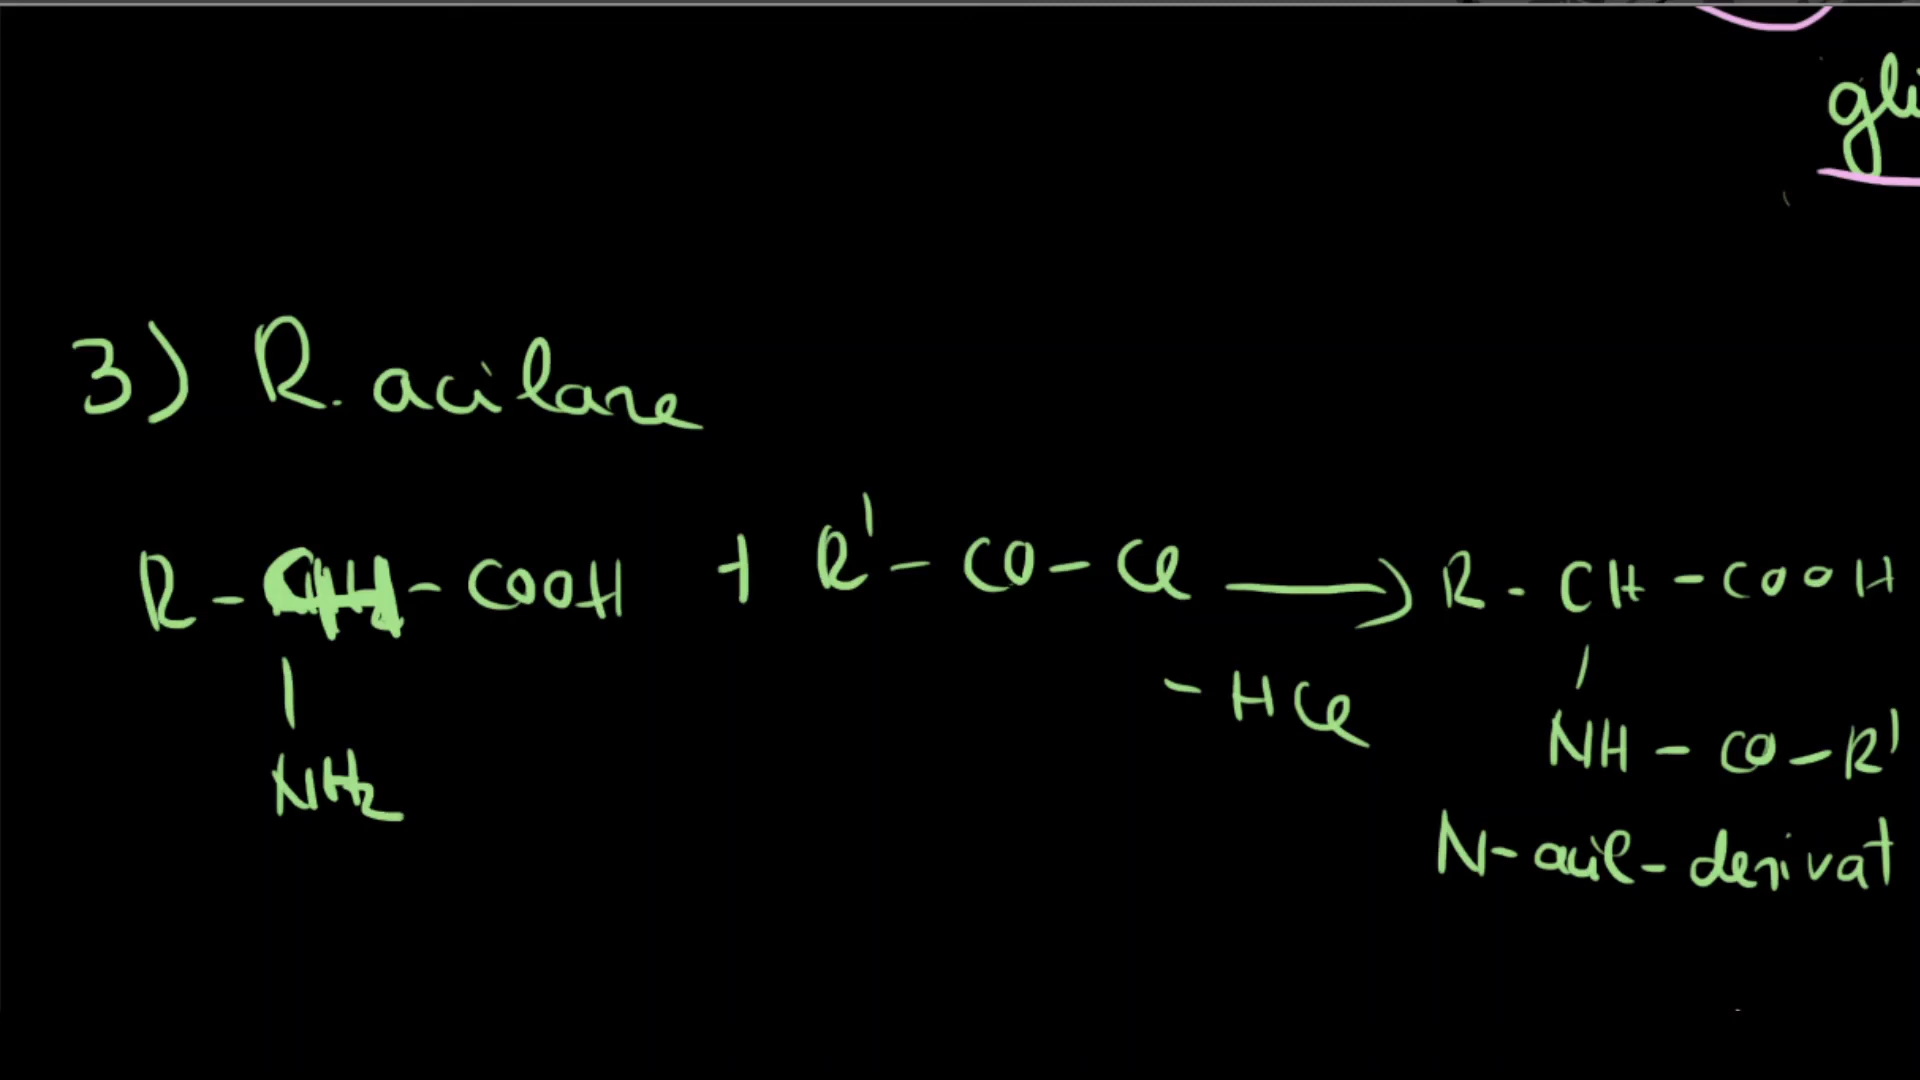 gli
3) R. acilare
R - CH - COOH + R' - CO - Cl → R - CH - COOH
|
- HCl
|
NH2
NH - CO - R'
N-acil-derivat